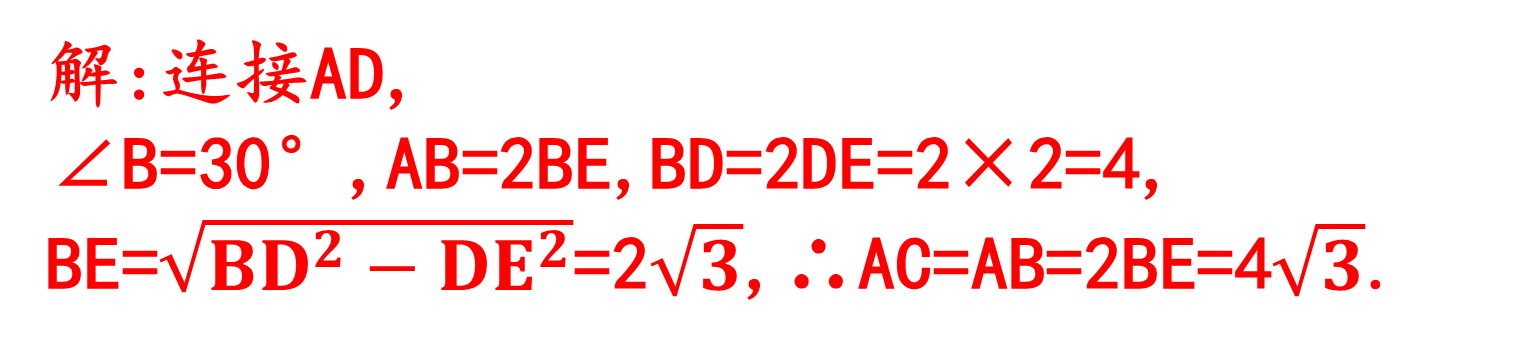 解:连接AD,
∠B=30°,AB=2BE,BD=2DE=2×2=4,
BE=√(BD²−DE²)=2√3,∴AC=AB=2BE=4√3.